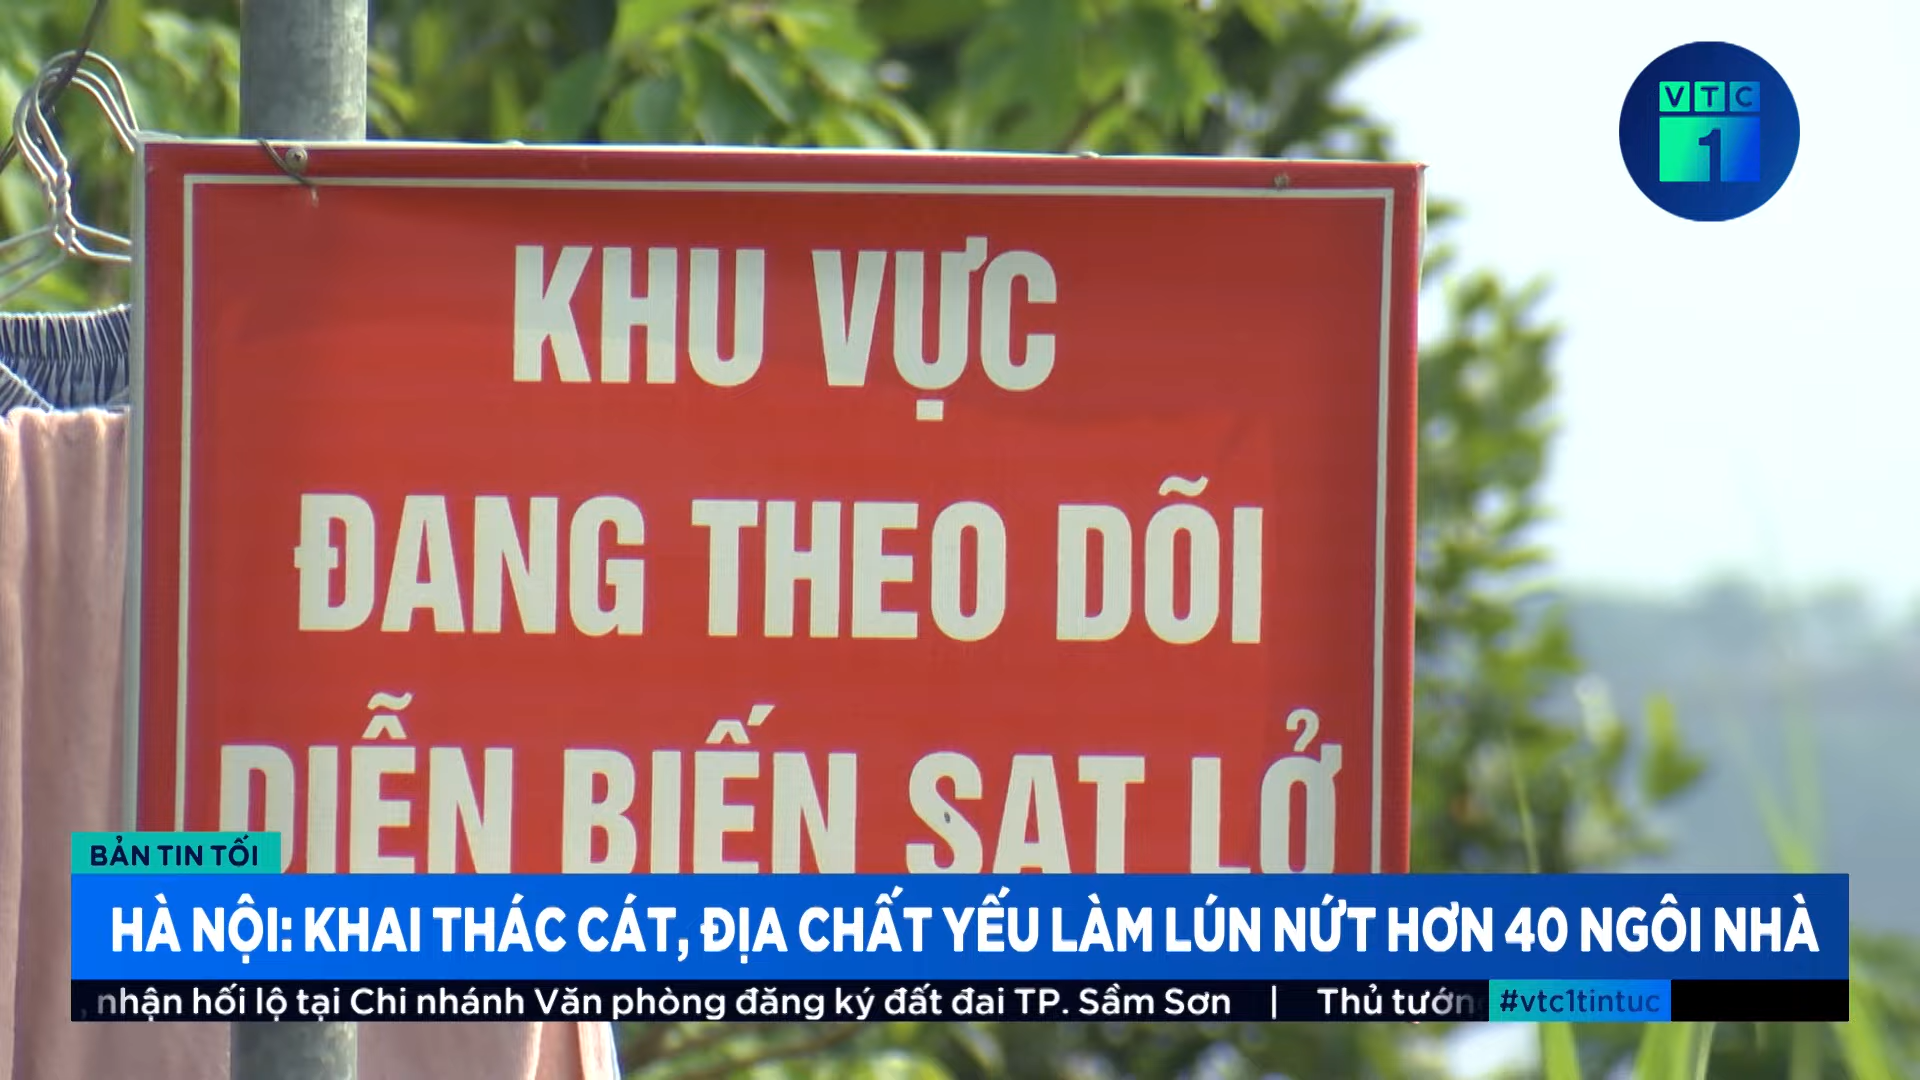 VTC
1
KHU VỰC
ĐANG THEO DÕI
DIỄN BIẾN SẠT LỞ
BẢN TIN TỐI
HÀ NỘI: KHAI THÁC CÁT, ĐỊA CHẤT YẾU LÀM LÚN NỨT HƠN 40 NGÔI NHÀ
, nhận hối lộ tại Chi nhánh Văn phòng đăng ký đất đai TP. Sầm Sơn | Thủ tướn
#vtc1tintuc